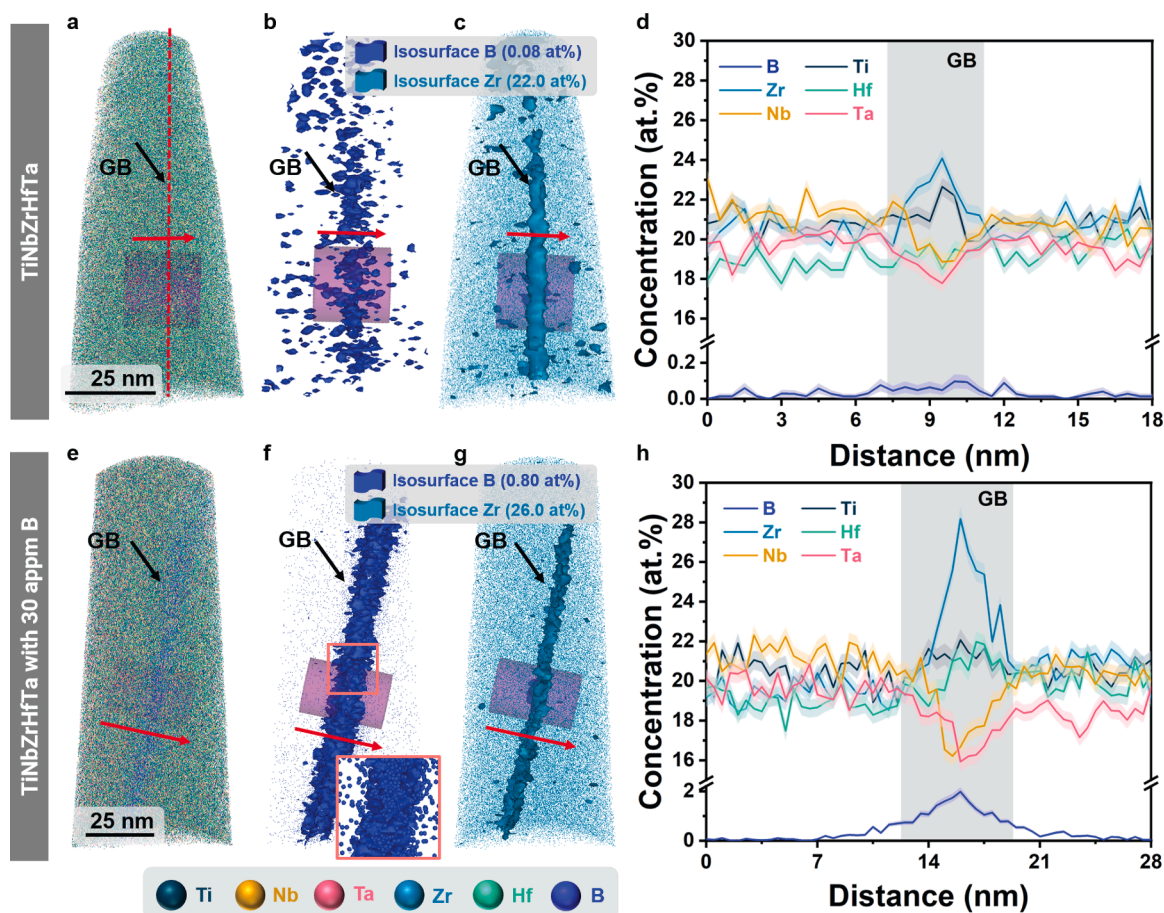 TiNbZrHfTa
a
GB
25 nm
b
Isosurface B (0.08 at%)
Isosurface Zr (22.0 at%)
GB
c
GB
d
Concentration (at.%)
30
28
26
24
22
20
18
16
0.2
0.0
B
Ti
Zr
Hf
Nb
Ta
GB
0
3
6
9
12
15
18
Distance (nm)
TiNbZrHfTa with 30 appm B
e
GB
25 nm
f
Isosurface B (0.80 at%)
Isosurface Zr (26.0 at%)
GB
g
GB
h
Concentration (at.%)
30
28
26
24
22
20
18
16
2
0
B
Ti
Zr
Hf
Nb
Ta
GB
0
7
14
21
28
Distance (nm)
Ti
Nb
Ta
Zr
Hf
B